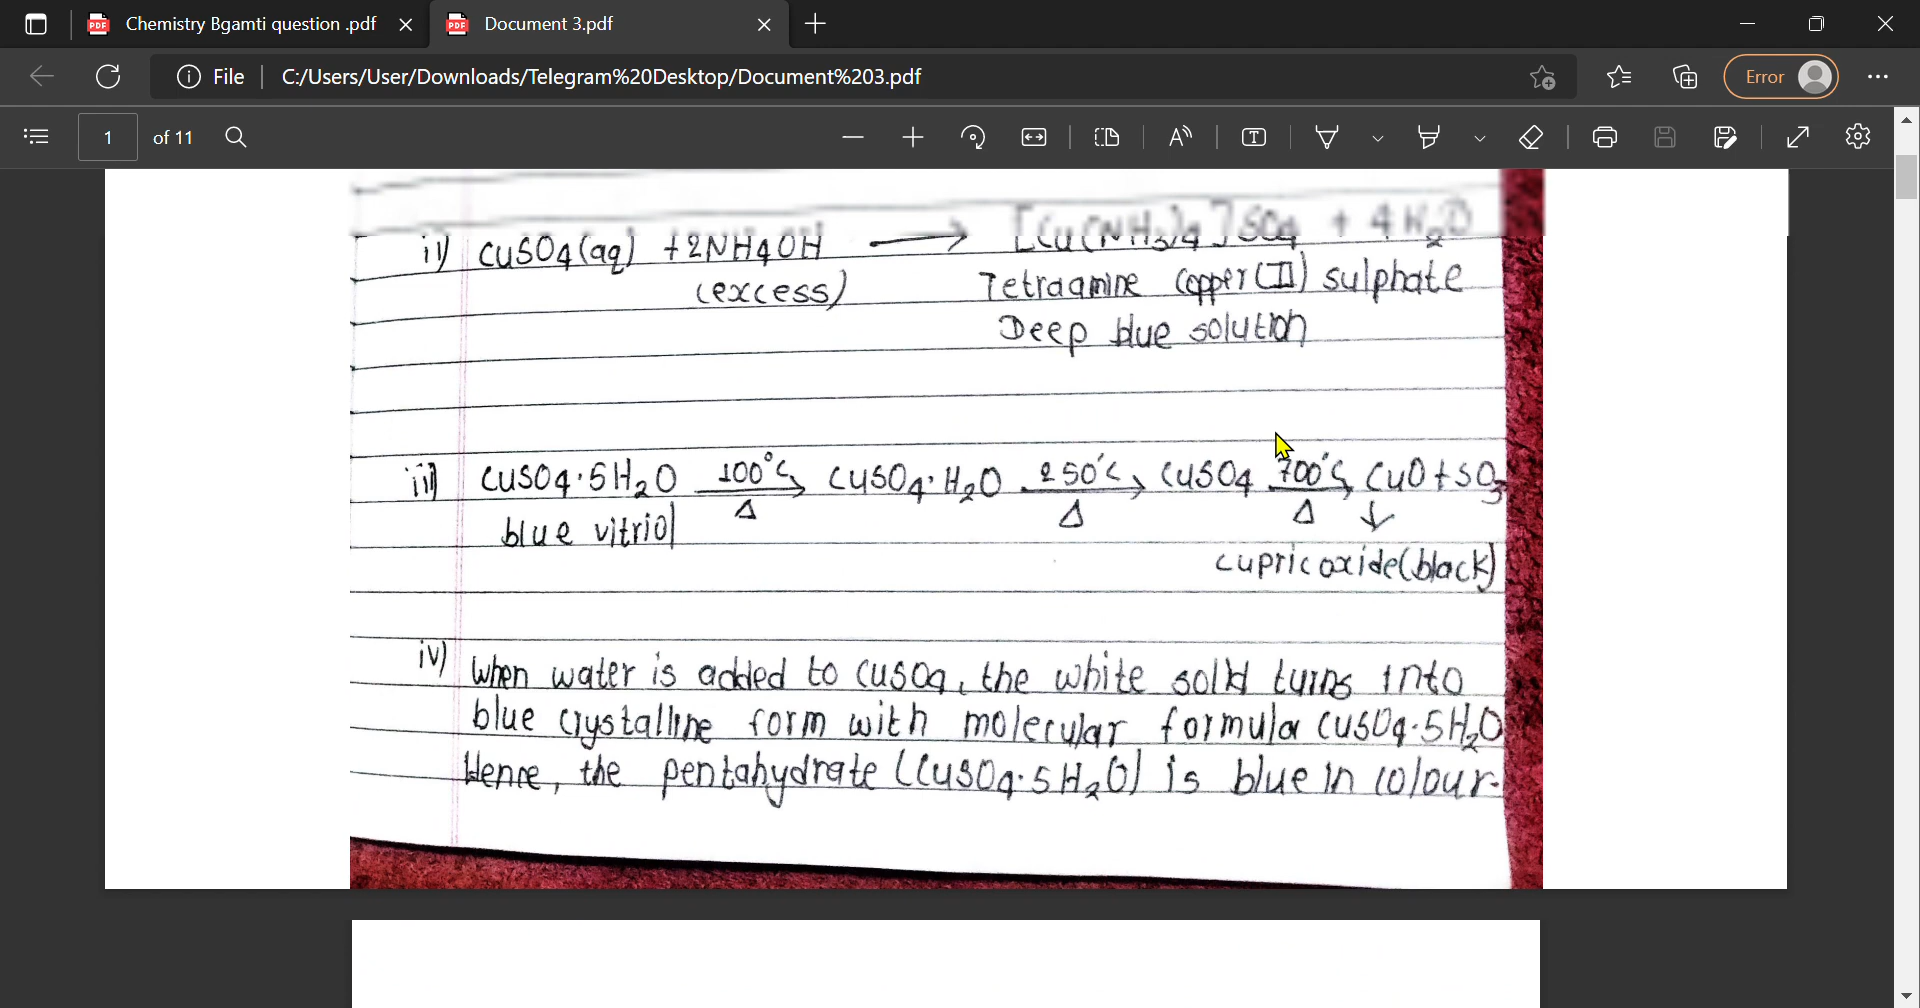 Chemistry Bgamti question .pdf
Document 3.pdf
File
C:/Users/User/Downloads/Telegram%20Desktop/Document%203.pdf
Error
1 of 11
ii) CuSO4(aq) + 2NH4OH ⟶ [Cu(NH3)4]SO4 + 4H2O
(excess) Tetraamine copper(II) sulphate
Deep blue solution
iii) CuSO4·5H2O 100°C CuSO4·H2O 250°C CuSO4 700°C CuO + SO3
Δ Δ Δ ↓
blue vitriol
cupric oxide(black)
iv) When water is added to CuSO4, the white solid turns into
blue crystalline form with molecular formula CuSO4·5H2O
Hence, the pentahydrate (CuSO4·5H2O) is blue in colour.